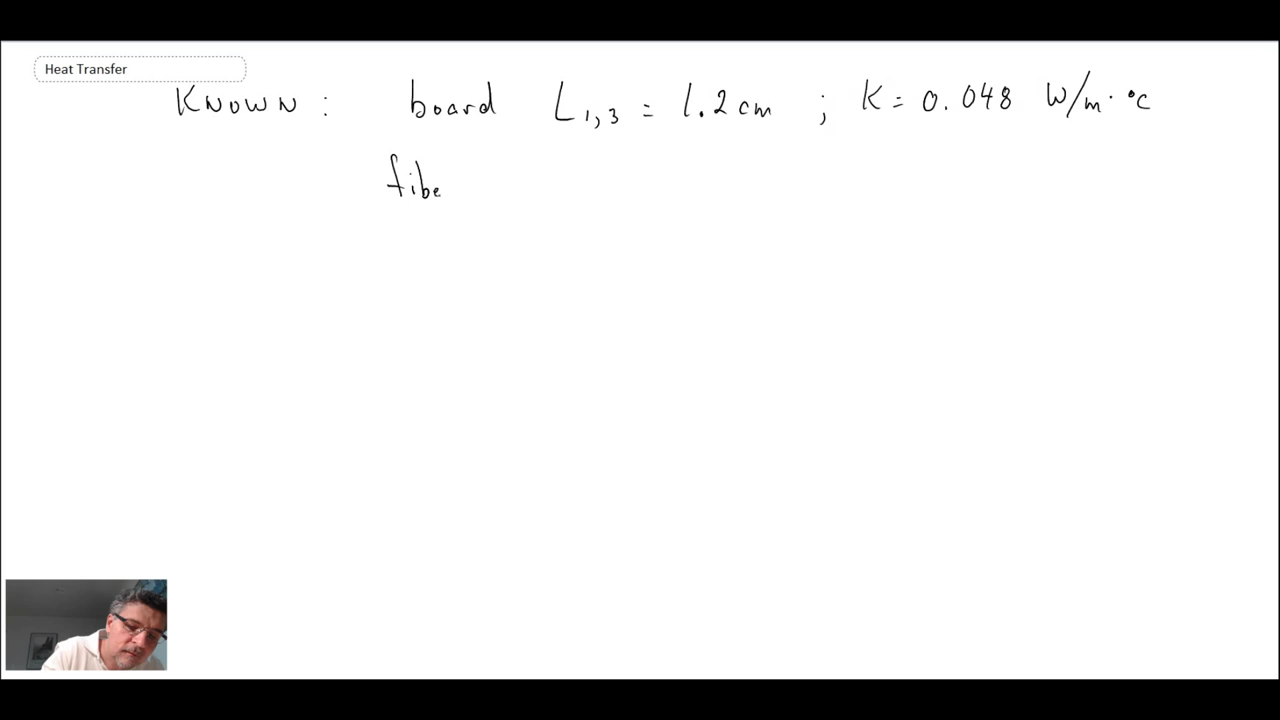 Heat Transfer
KNOWN : board L1,3 = 1.2 cm ; K = 0.048 W/m·°C
fibe